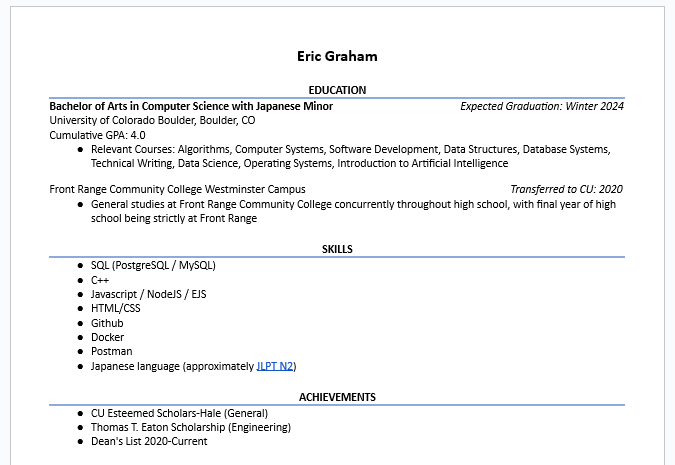 Eric Graham
EDUCATION
Bachelor of Arts in Computer Science with Japanese Minor Expected Graduation: Winter 2024
University of Colorado Boulder, Boulder, CO
Cumulative GPA: 4.0
● Relevant Courses: Algorithms, Computer Systems, Software Development, Data Structures, Database Systems,
Technical Writing, Data Science, Operating Systems, Introduction to Artificial Intelligence
Front Range Community College Westminster Campus Transferred to CU: 2020
● General studies at Front Range Community College concurrently throughout high school, with final year of high
school being strictly at Front Range
SKILLS
● SQL (PostgreSQL / MySQL)
● C++
● Javascript / NodeJS / EJS
● HTML/CSS
● Github
● Docker
● Postman
● Japanese language (approximately JLPT N2)
ACHIEVEMENTS
● CU Esteemed Scholars-Hale (General)
● Thomas T. Eaton Scholarship (Engineering)
● Dean's List 2020-Current